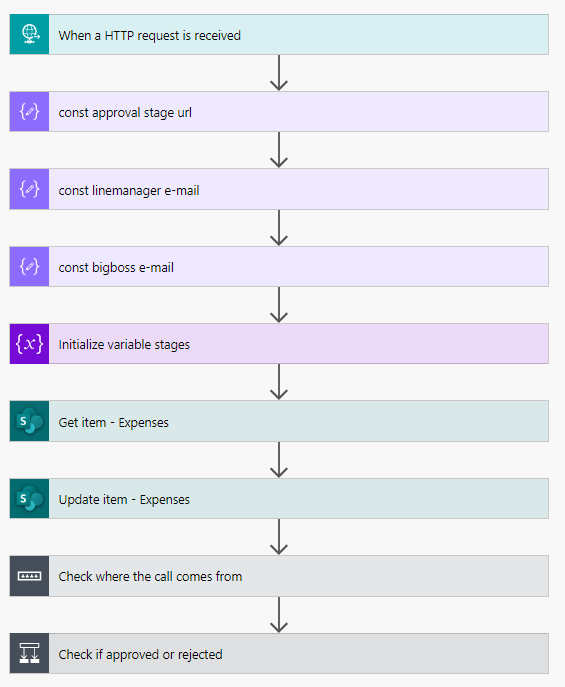 When a HTTP request is received
const approval stage url
const linemanager e-mail
const bigboss e-mail
Initialize variable stages
Get item - Expenses
Update item - Expenses
Check where the call comes from
Check if approved or rejected